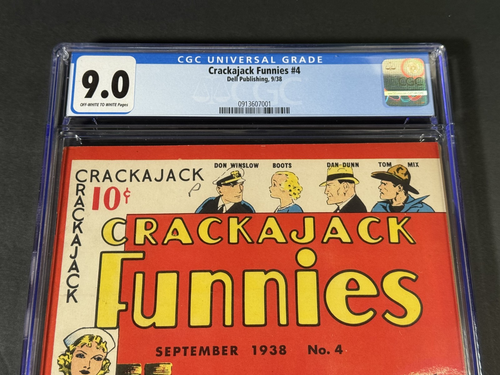 CGC UNIVERSAL GRADE
9.0
OFF-WHITE TO WHITE Pages
Crackajack Funnies #4
Dell Publishing, 9/38
0913607001
CGC
CRACKAJACK
10¢
CRACKAJACK
DON WINSLOW BOOTS DAN DUNN TOM MIX
CRACKAJACK
Funnies
SEPTEMBER 1938 No. 4